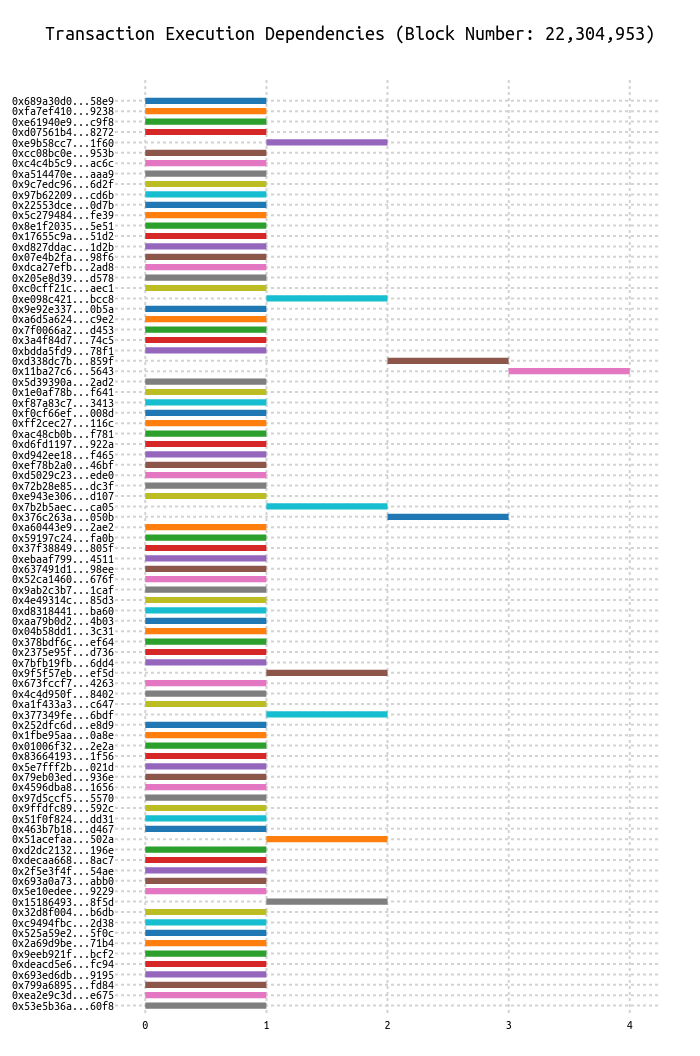 Transaction Execution Dependencies (Block Number: 22,304,953)
0x689a30d0...58e9
0xfa7ef410...9238
0xe61940e9...c9f8
0xd07561b4...8272
0xe9b58cc7...1f60
0xcc08bc0e...953b
0xc4c4b5c9...ac6c
0xa514470e...aaa9
0x9c7edc96...6d2f
0x97b62209...cd6b
0x22553dce...0d7b
0x5c279484...fe39
0x8e1f2035...5e51
0x17655c9a...51d2
0xd827ddac...1d2b
0x07e4b2fa...98f6
0xdca27efb...2ad8
0x205e8d39...d578
0xc0cff21c...aec1
0xe098c421...bcc8
0x9e92e337...0b5a
0xa6d5a624...c9e2
0x7f0066a2...d453
0x3a4f84d7...74c5
0xbdda5fd9...78f1
0xd338dc7b...859f
0x11ba27c6...5643
0x5d39390a...2ad2
0x1e0af78b...f641
0xf87a83c7...3413
0xf0cf66ef...008d
0xff2cec27...116c
0xac48cb0b...f781
0xd6fd1197...922a
0xd942ee18...f465
0xef78b2a0...46bf
0xd5029c23...ede0
0x72b28e85...dc3f
0xe943e306...d107
0x7b2b5aec...ca05
0x376c263a...050b
0xa60443e9...2ae2
0x59197c24...fa0b
0x37f38849...805f
0xebaaf799...4511
0x637491d1...98ee
0x52ca1460...676f
0x9ab2c3b7...1caf
0x4e49314c...85d3
0xd8318441...ba60
0xaa79b0d2...4b03
0x04b58dd1...3c31
0x378bdf6c...ef64
0x2375e95f...d736
0x7bfb19fb...6dd4
0x9f5f57eb...ef5d
0x673fccf7...4263
0x4c4d950f...8402
0xa1f433a3...c647
0x377349fe...6bdf
0x252dfc6d...e8d9
0x1fbe95aa...0a8e
0x01006f32...2e2a
0x83664193...1f56
0x5e7fff2b...021d
0x79eb03ed...936e
0x4596dba8...1656
0x97d5ccf5...5570
0x9ffdfc89...592c
0x51f0f824...dd31
0x463b7b18...d467
0x51acefaa...502a
0xd2dc2132...196e
0xdecaa668...8ac7
0x2f5e3f4f...54ae
0x693a0a73...abb0
0x5e10edee...9229
0x15186493...8f5d
0x32d8f004...b6db
0xc9494fbc...2d38
0x525a59e2...5f0c
0x2a69d9be...71b4
0x9eeb921f...bcf2
0xdeacd5e6...fc94
0x693ed6db...9195
0x799a6895...fd84
0xea2e9c3d...e675
0x53e5b36a...60f8
0 1 2 3 4